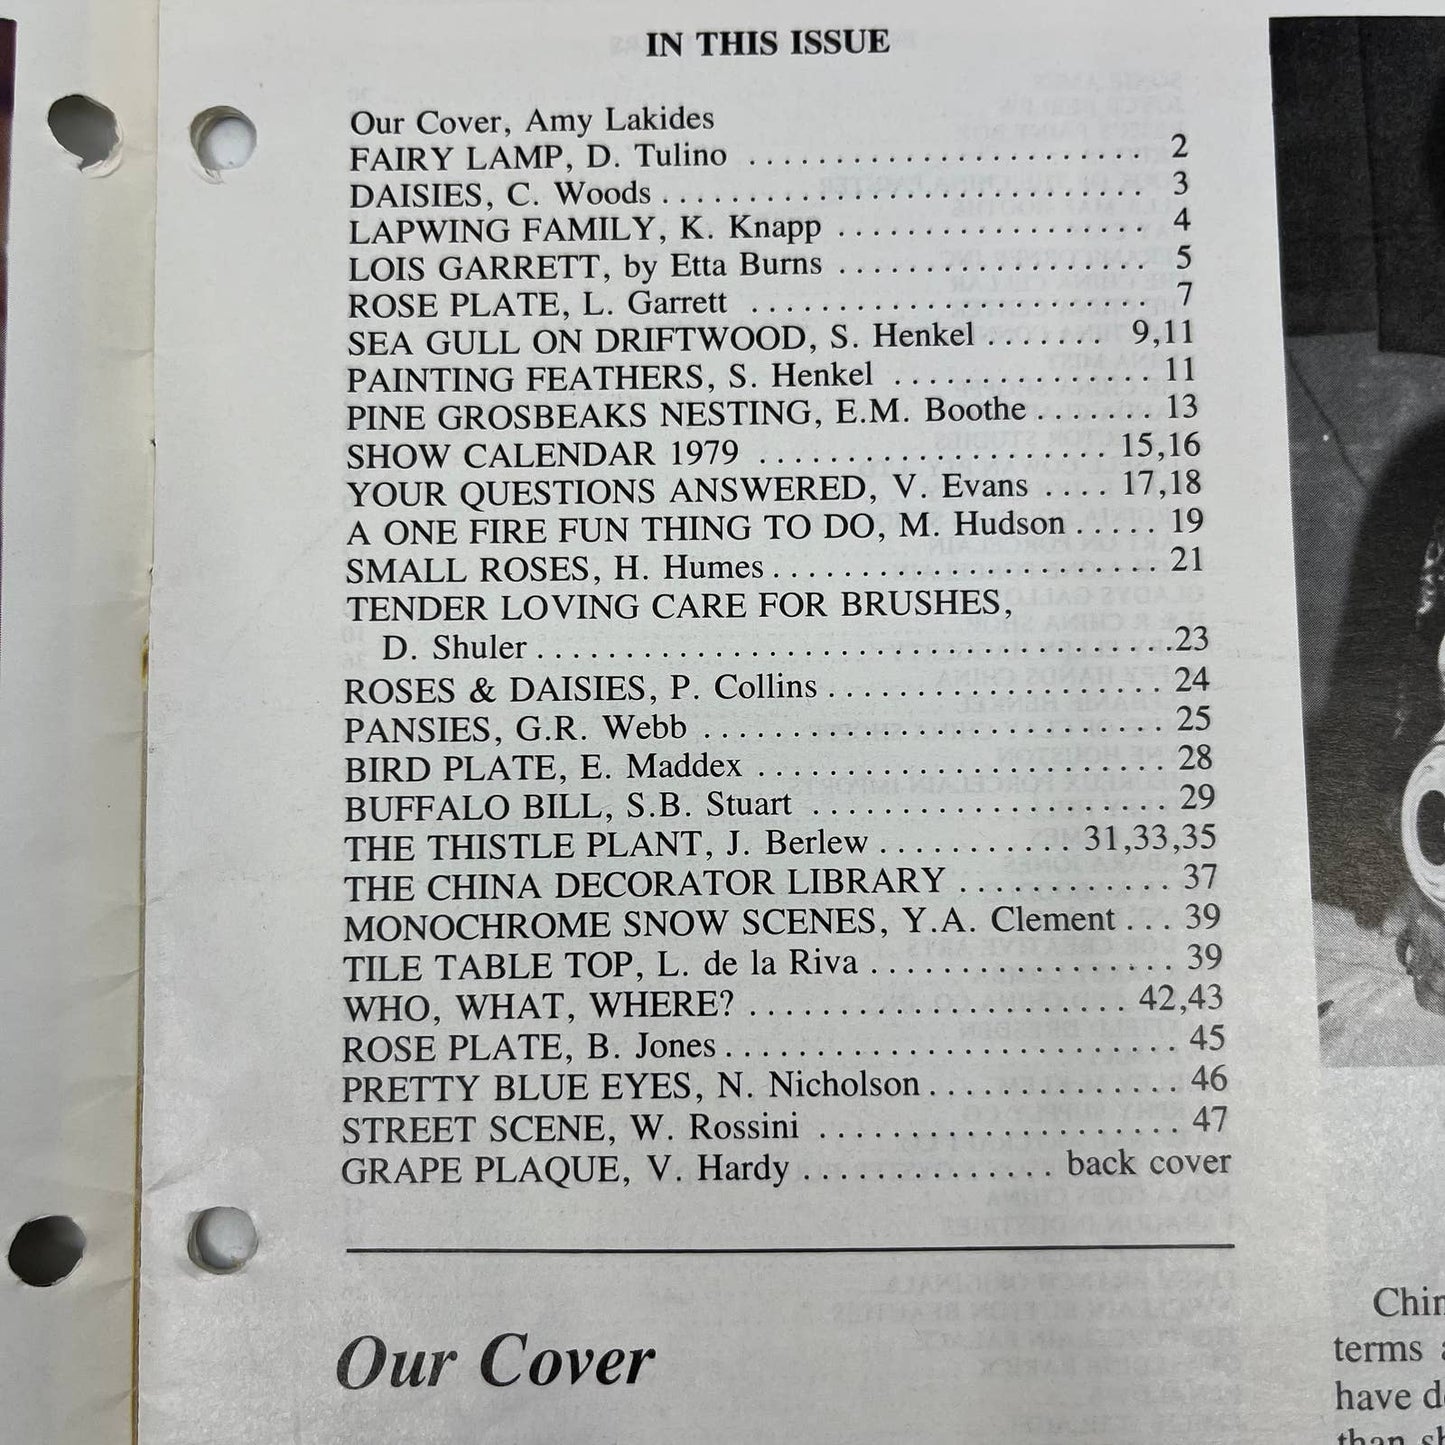 IN THIS ISSUE
Our Cover, Amy Lakides
FAIRY LAMP, D. Tulino ........................ 2
DAISIES, C. Woods ............................. 3
LAPWING FAMILY, K. Knapp ................... 4
LOIS GARRETT, by Etta Burns ................... 5
ROSE PLATE, L. Garrett ........................ 7
SEA GULL ON DRIFTWOOD, S. Henkel ....... 9,11
PAINTING FEATHERS, S. Henkel ................ 11
PINE GROSBEAKS NESTING, E.M. Boothe ....... 13
SHOW CALENDAR 1979 .................... 15,16
YOUR QUESTIONS ANSWERED, V. Evans .... 17,18
A ONE FIRE FUN THING TO DO, M. Hudson ..... 19
SMALL ROSES, H. Humes ...................... 21
TENDER LOVING CARE FOR BRUSHES,
D. Shuler .................................... 23
ROSES & DAISIES, P. Collins ................... 24
PANSIES, G.R. Webb .......................... 25
BIRD PLATE, E. Maddex ....................... 28
BUFFALO BILL, S.B. Stuart .................... 29
THE THISTLE PLANT, J. Berlew ........... 31,33,35
THE CHINA DECORATOR LIBRARY ............ 37
MONOCHROME SNOW SCENES, Y.A. Clement ... 39
TILE TABLE TOP, L. de la Riva ................. 39
WHO, WHAT, WHERE? ..................... 42,43
ROSE PLATE, B. Jones .......................... 45
PRETTY BLUE EYES, N. Nicholson .............. 46
STREET SCENE, W. Rossini ..................... 47
GRAPE PLAQUE, V. Hardy .............. back cover
Our Cover
terms
have